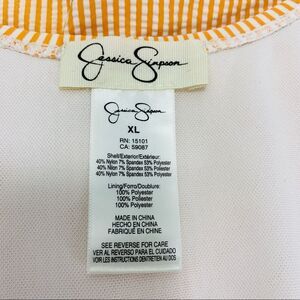 Jessica Simpson
Jessica Simpson
XL
RN: 15101
CA: 59087
Shell/Exterior/Extérieur:
40% Nylon 7% Spandex 53% Polyester
40% Nilon 7% Spandex 53% Poliester
40% Nylon 7% Spandex 53% Polyester
Lining/Forro/Doublure:
100% Polyester
100% Poliester
100% Polyester
MADE IN CHINA
HECHO EN CHINA
FABRIQUÉ EN CHINE
SEE REVERSE FOR CARE
VER AL REVERSO PARA EL CUIDADO
VOIR LES INSTRUCTIONS D'ENTRETIEN AU DOS